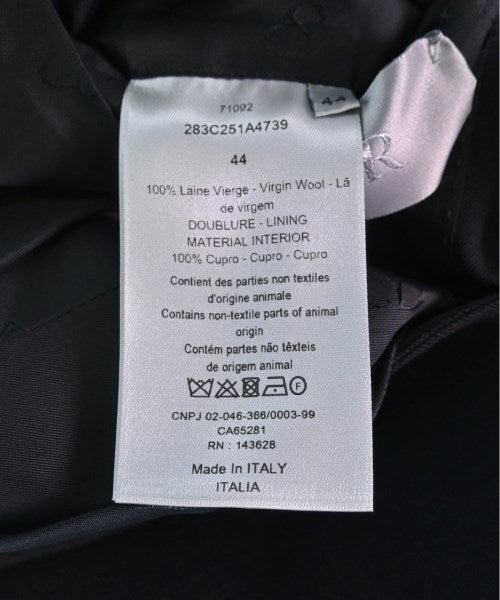 71092
44
283C251A4739
44
100% Laine Vierge - Virgin Wool - Lã
de virgem
DOUBLURE - LINING
MATERIAL INTERIOR
100% Cupro - Cupro - Cupro
Contient des parties non textiles
d'origine animale
Contains non-textile parts of animal
origin
Contém partes não têxteis
de origem animal
F
CNPJ 02-046-366/0003-99
CA65281
RN : 143628
Made In ITALY
ITALIA
R